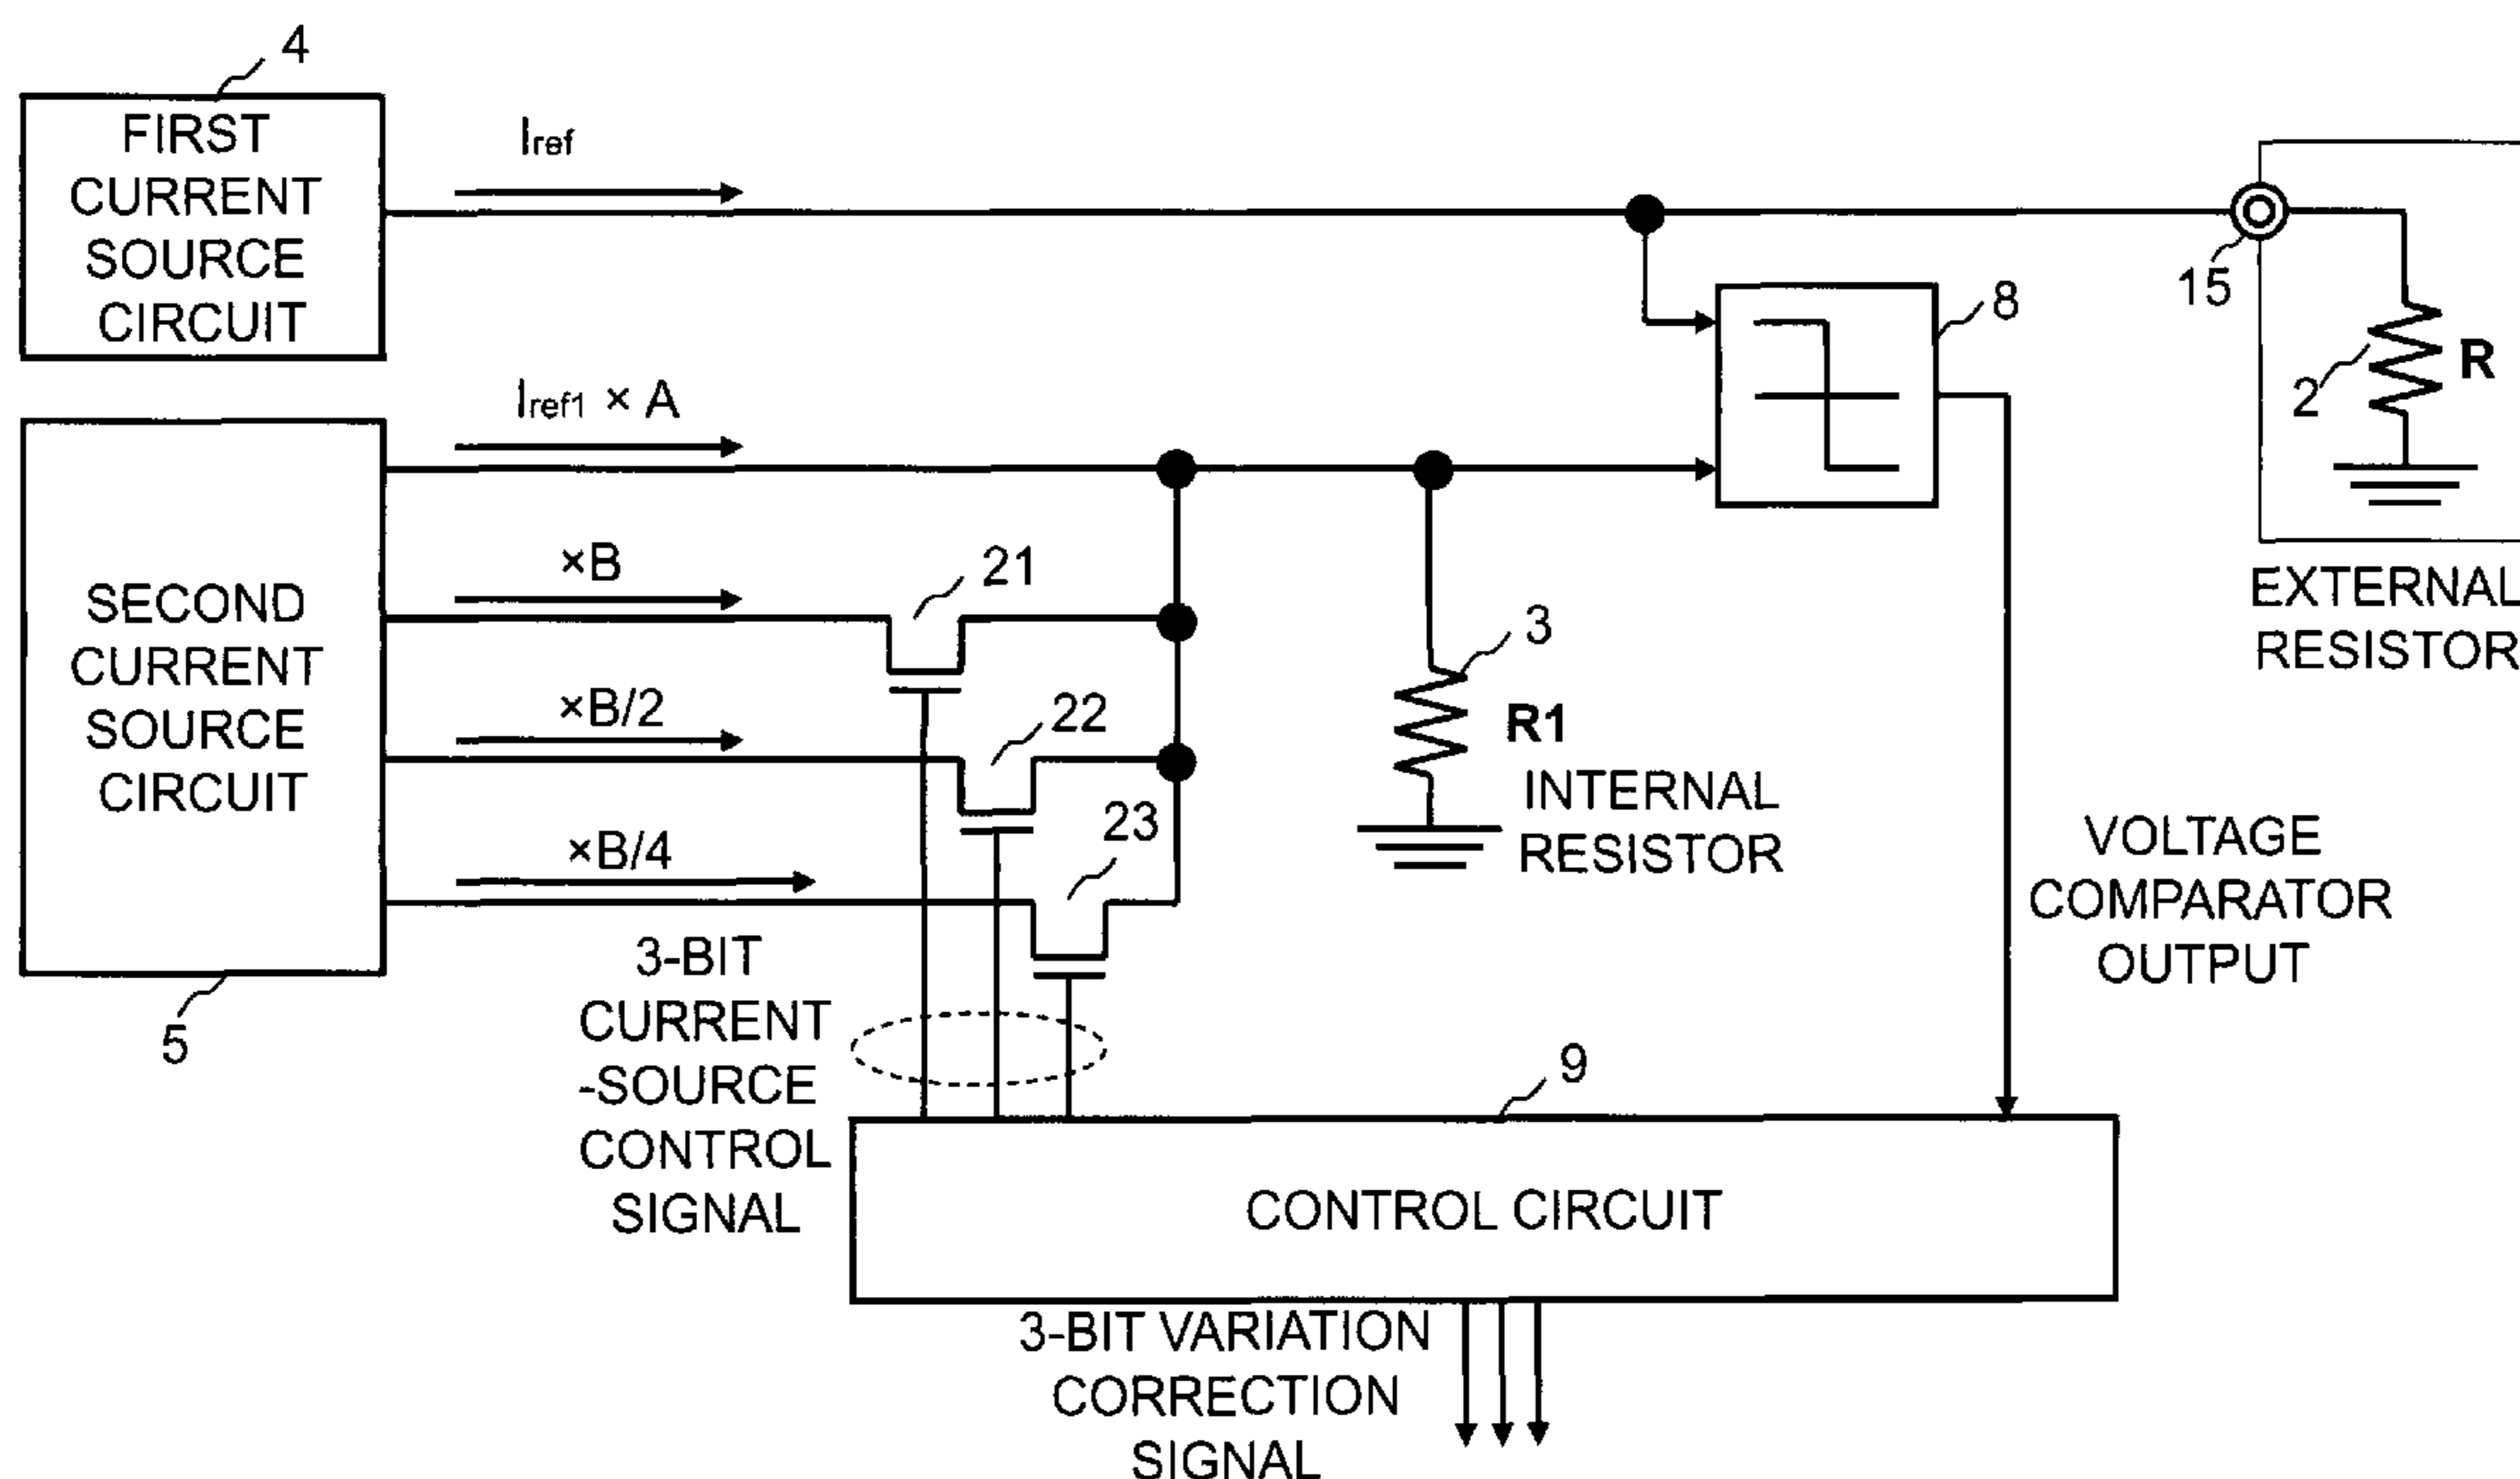 4
FIRST
CURRENT
SOURCE
CIRCUIT
Iref
15
8
2
R
Iref1 × A
EXTERNAL
RESISTOR
SECOND
CURRENT
SOURCE
CIRCUIT
5
×B
21
×B/2
22
×B/4
23
3
R1
INTERNAL
RESISTOR
VOLTAGE
COMPARATOR
OUTPUT
3-BIT
CURRENT
-SOURCE
CONTROL
SIGNAL
9
CONTROL CIRCUIT
3-BIT VARIATION
CORRECTION
SIGNAL